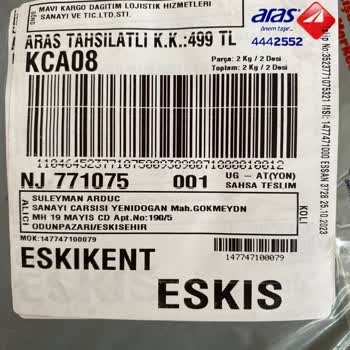 MAVI KARGO DAGITIM LOJISTIK HIZMETLERI
SANAYI VE TIC.LTD.STI.
aras
önem taşır...
4442552
ARAS TAHSILATLI K.K.:499 TL
KCA08
Parça: 2 Kg / 2 Desi
Toplam: 2 Kg / 2 Desi
NJ 771075
001
UG - AT(YON)
SAHSA TESLIM
ALICI
SULEYMAN ARDUC
SANAYI CARSISI YENIDOGAN Mah.GOKMEYDN
MH 19 MAYIS CD Apt.No:190/5
ODUNPAZARI/ESKISEHIR
KOLI
MOK:147747100079
147747100079
ESKIKENT
ESKIS